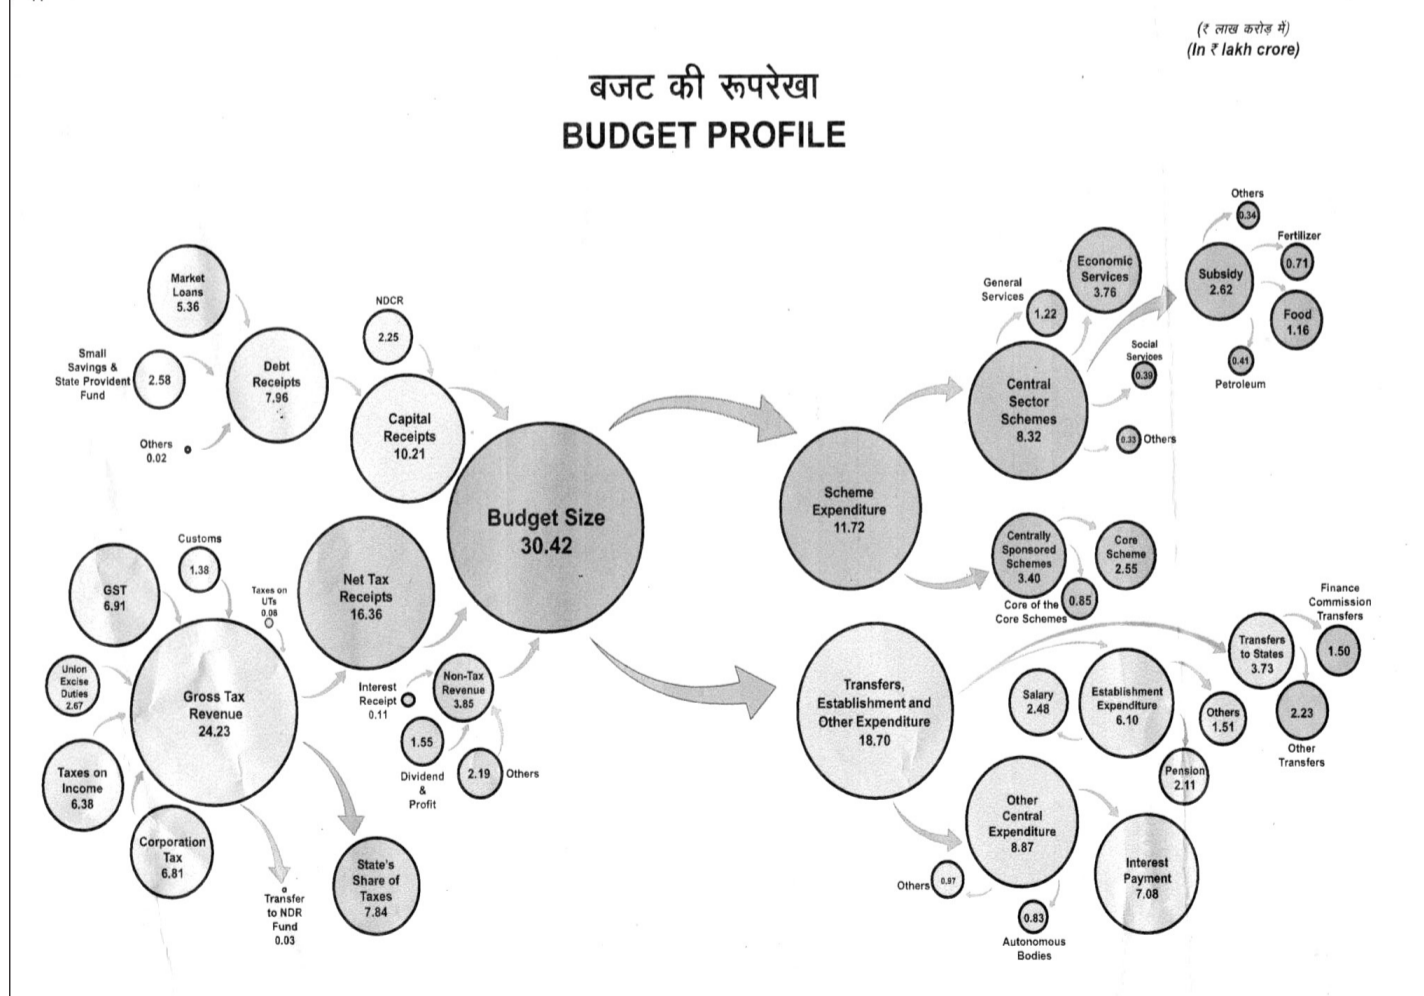 (₹ लाख करोड़ में)
(In ₹ lakh crore)
बजट की रूपरेखा
BUDGET PROFILE
Market
Loans
5.36
Small
Savings &
State Provident
Fund
2.58
Others
0.02
Debt
Receipts
7.96
NDCR
2.25
Capital
Receipts
10.21
Budget Size
30.42
GST
6.91
Customs
1.38
Taxes on
UTs
0.08
Union
Excise
Duties
2.67
Taxes on
Income
6.38
Corporation
Tax
6.81
Gross Tax
Revenue
24.23
Net Tax
Receipts
16.36
Interest
Receipt
0.11
Non-Tax
Revenue
3.85
1.55
Dividend
&
Profit
2.19
Others
Transfer
to NDR
Fund
0.03
State's
Share of
Taxes
7.84
Scheme
Expenditure
11.72
General
Services
1.22
Economic
Services
3.76
Central
Sector
Schemes
8.32
Social
Services
0.39
0.33
Others
Subsidy
2.62
Others
0.34
Fertilizer
0.71
Food
1.16
0.41
Petroleum
Centrally
Sponsored
Schemes
3.40
Core
Scheme
2.55
Core of the
Core Schemes
0.85
Transfers,
Establishment and
Other Expenditure
18.70
Transfers
to States
3.73
Finance
Commission
Transfers
1.50
2.23
Other
Transfers
Establishment
Expenditure
6.10
Salary
2.48
Others
1.51
Pension
2.11
Other
Central
Expenditure
8.87
Interest
Payment
7.08
Others
0.97
0.83
Autonomous
Bodies